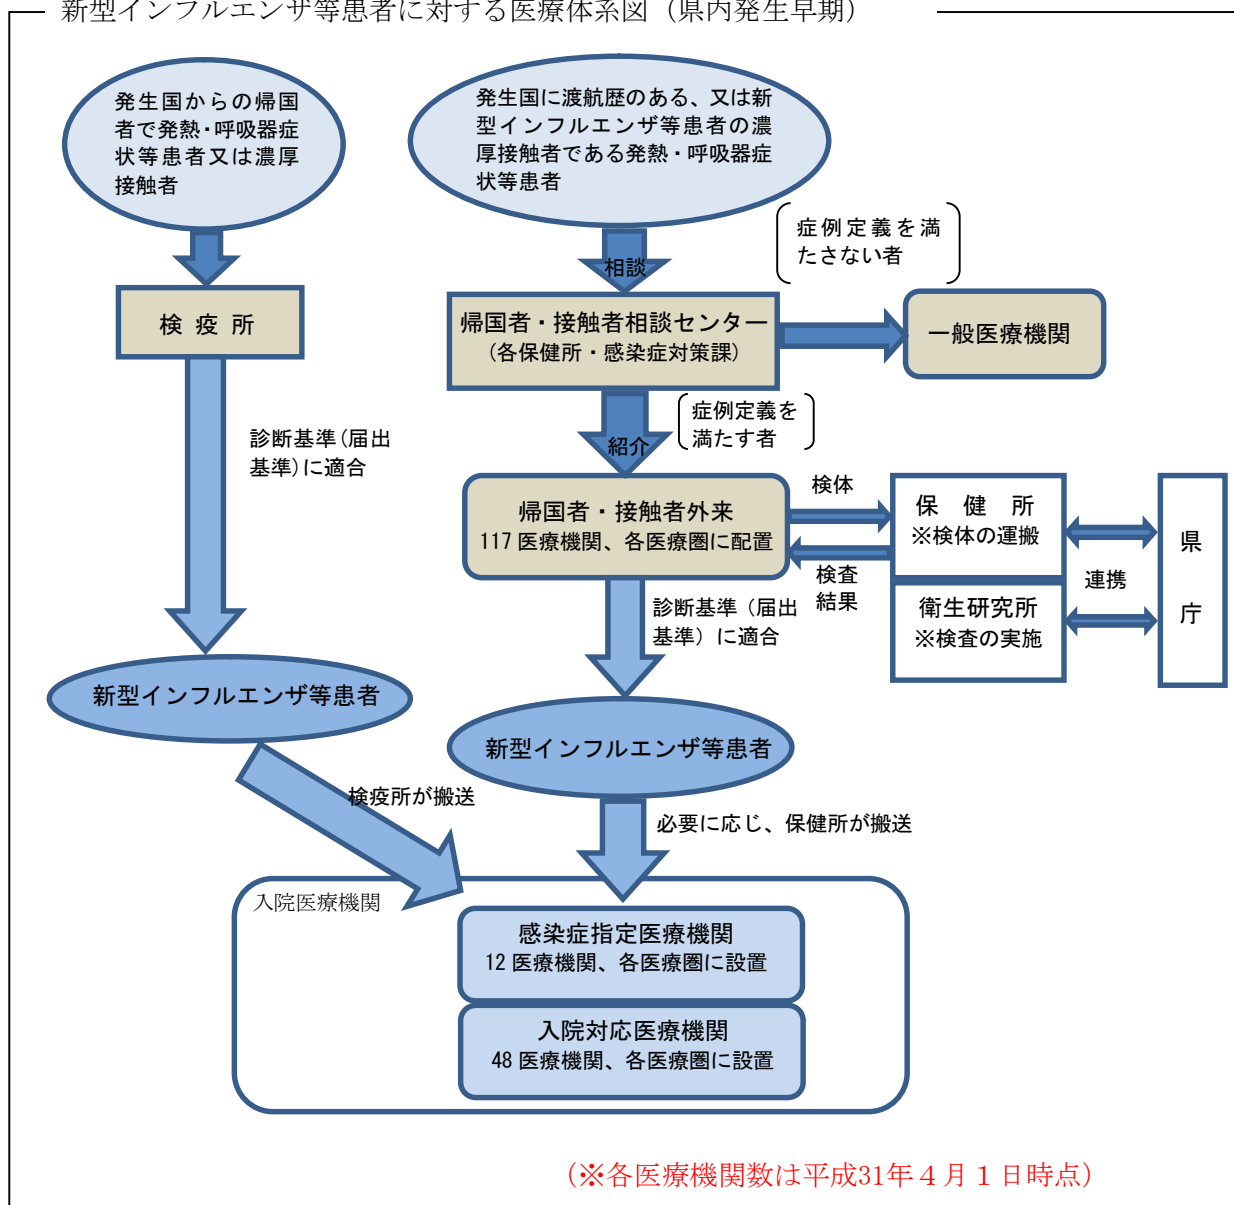 新型インフルエンザ等患者に対する医療体系図（県内発生早期）
発生国からの帰国
者で発熱・呼吸器症
状等患者又は濃厚
接触者
発生国に渡航歴のある、又は新
型インフルエンザ等患者の濃
厚接触者である発熱・呼吸器症
状等患者
症例定義を満
たさない者
相談
検疫所
帰国者・接触者相談センター
（各保健所・感染症対策課）
一般医療機関
症例定義を
満たす者
紹介
診断基準（届出
基準）に適合
帰国者・接触者外来
117 医療機関、各医療圏に配置
検体
検査
結果
保健所
※検体の運搬
衛生研究所
※検査の実施
連携
県
庁
診断基準（届出
基準）に適合
新型インフルエンザ等患者
新型インフルエンザ等患者
検疫所が搬送
必要に応じ、保健所が搬送
入院医療機関
感染症指定医療機関
12 医療機関、各医療圏に設置
入院対応医療機関
48 医療機関、各医療圏に設置
（※各医療機関数は平成31年４月１日時点）